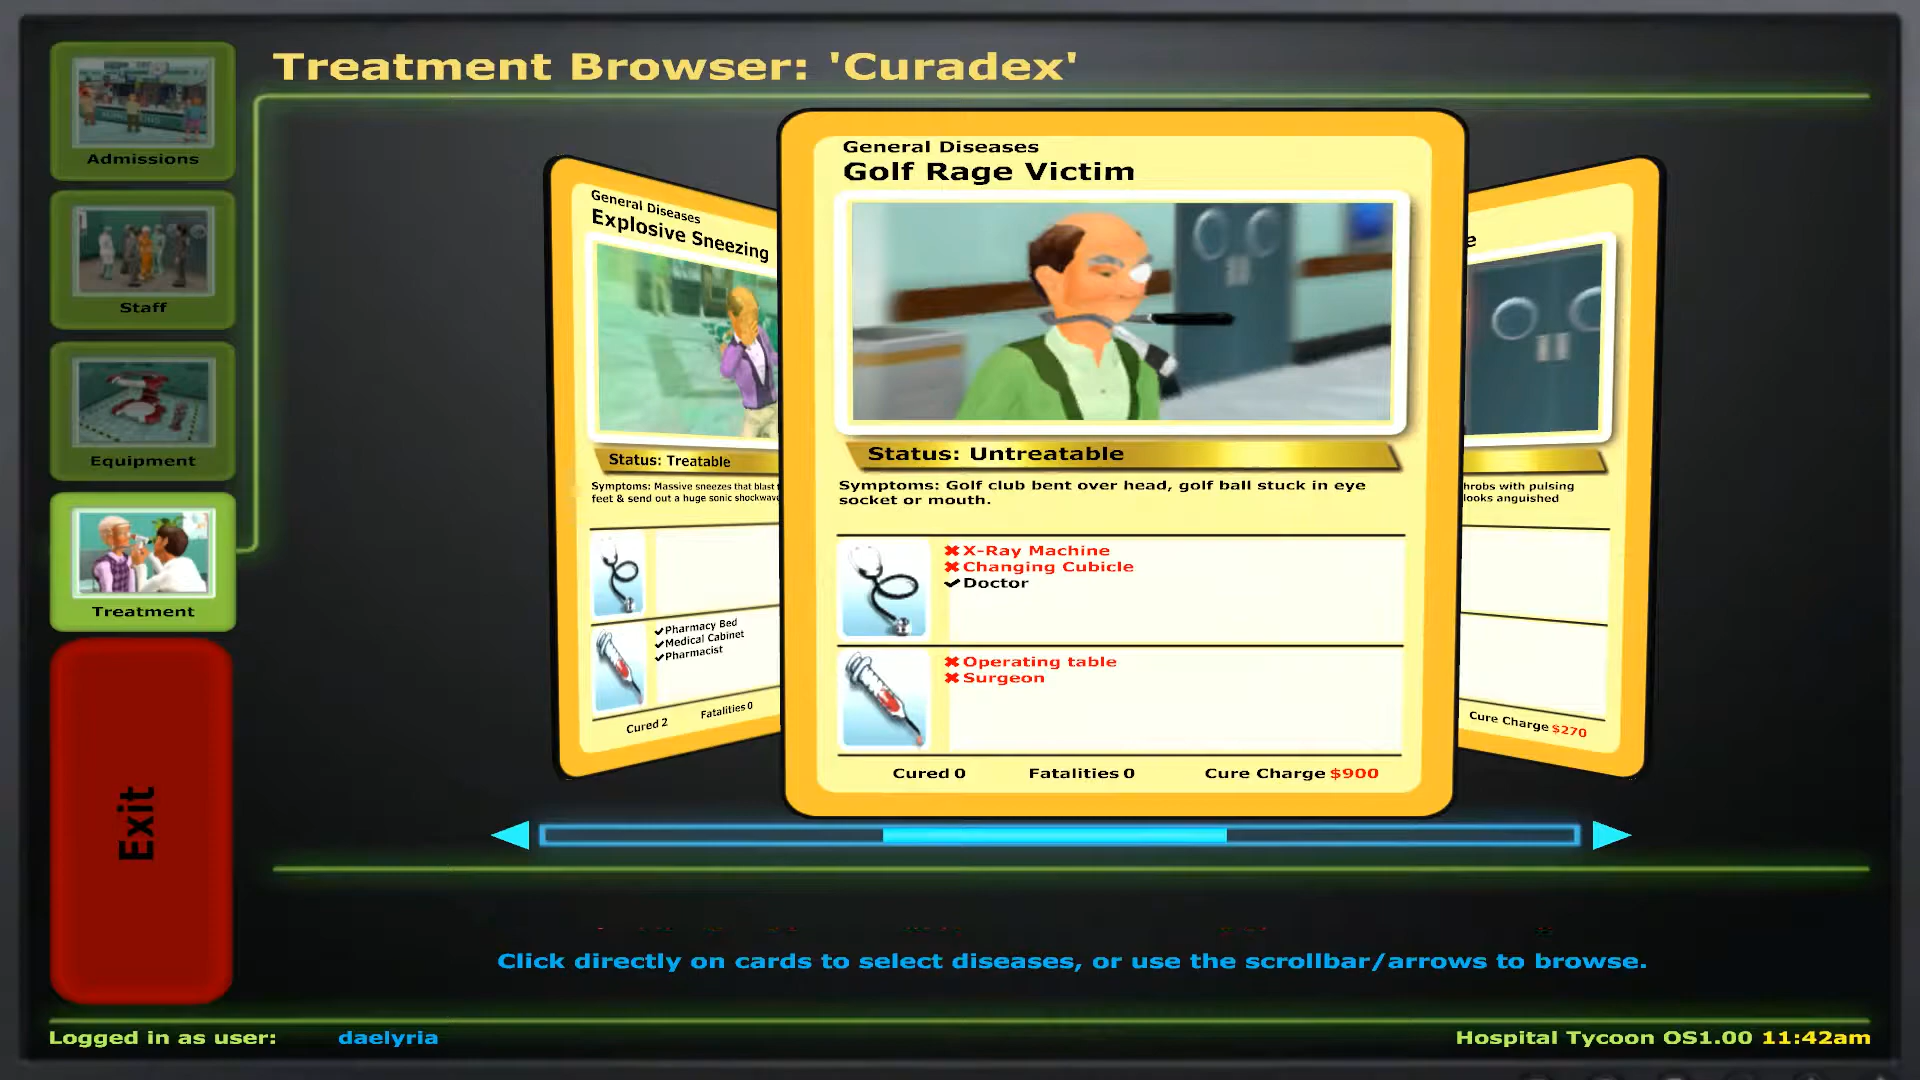 Treatment Browser: 'Curadex'
Admissions
Staff
Equipment
Treatment
Exit
General Diseases
Explosive Sneezing
Status: Treatable
Symptoms: Massive sneezes that blast
feet & send out a huge sonic shockwave
✔Pharmacy Bed
✔Medical Cabinet
✔Pharmacist
Cured 2
Fatalities 0
General Diseases
Golf Rage Victim
Status: Untreatable
Symptoms: Golf club bent over head, golf ball stuck in eye
socket or mouth.
✖X-Ray Machine
✖Changing Cubicle
✔Doctor
✖Operating table
✖Surgeon
Cured 0
Fatalities 0
Cure Charge $900
e
hrobs with pulsing
looks anguished
Cure Charge $270
Click directly on cards to select diseases, or use the scrollbar/arrows to browse.
Logged in as user: daelyria
Hospital Tycoon OS1.00 11:42am